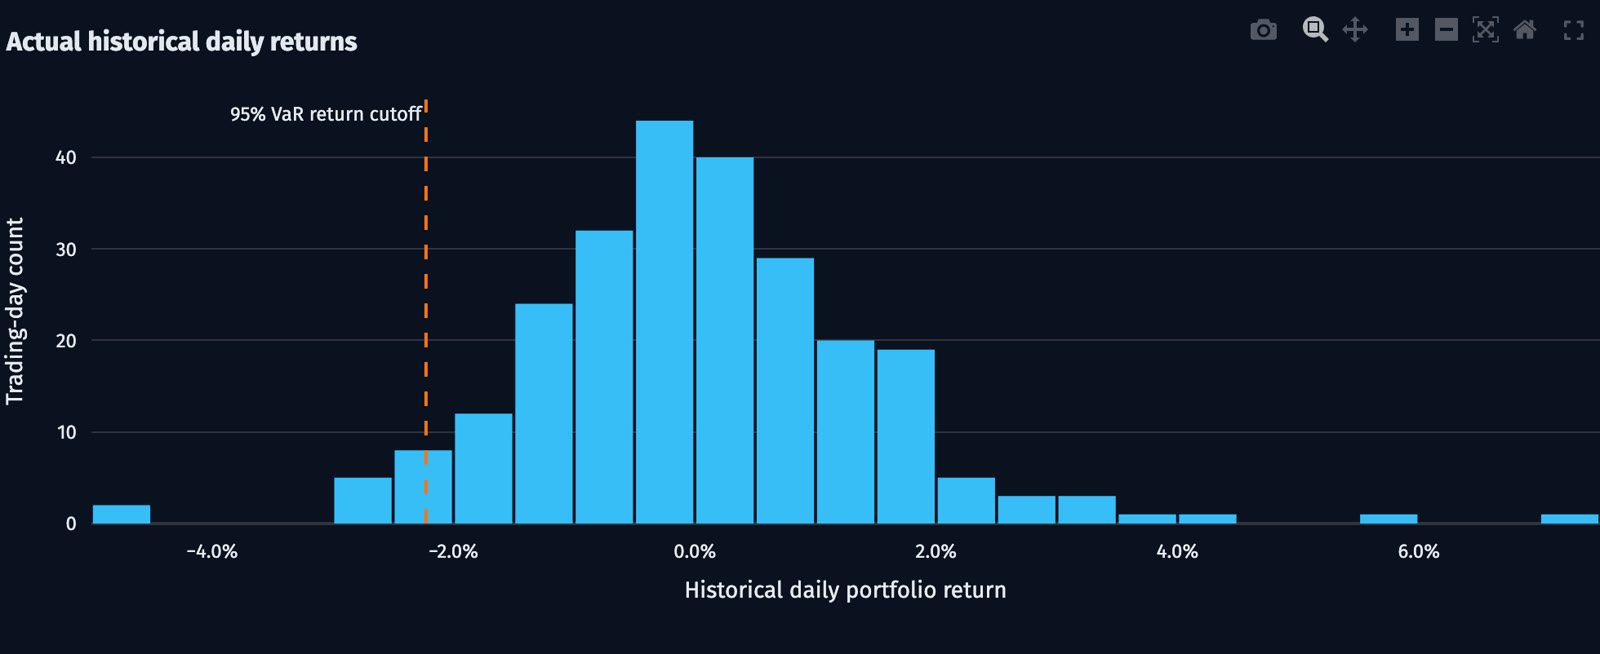 Actual historical daily returns
95% VaR return cutoff
Trading-day count
40
30
20
10
0
−4.0%
−2.0%
0.0%
2.0%
4.0%
6.0%
Historical daily portfolio return